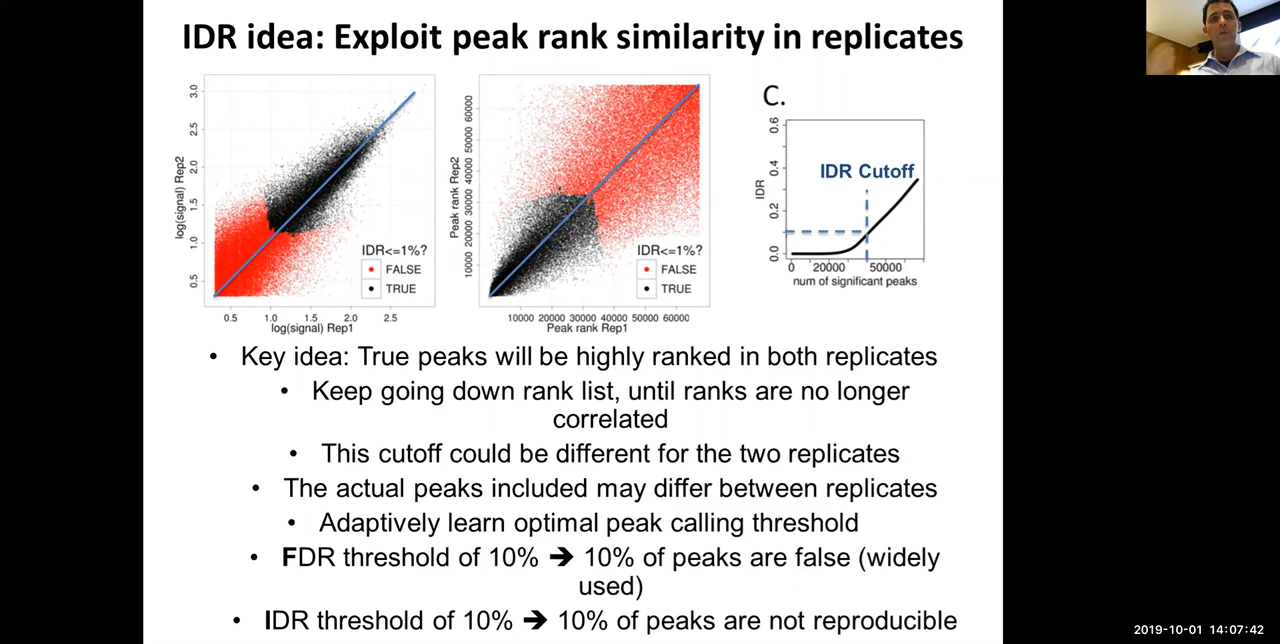 IDR idea: Exploit peak rank similarity in replicates
log(signal) Rep2
3.0
2.5
2.0
1.5
1.0
0.5
IDR<=1%?
FALSE
TRUE
0.5 1.0 1.5 2.0 2.5
log(signal) Rep1
Peak rank Rep2
60000
50000
40000
30000
20000
10000
IDR<=1%?
FALSE
TRUE
10000 20000 30000 40000 50000 60000
Peak rank Rep1
C.
IDR
0.6
0.4
0.2
0.0
IDR Cutoff
0 20000 50000
num of significant peaks
• Key idea: True peaks will be highly ranked in both replicates
• Keep going down rank list, until ranks are no longer
correlated
• This cutoff could be different for the two replicates
• The actual peaks included may differ between replicates
• Adaptively learn optimal peak calling threshold
• FDR threshold of 10% ➔ 10% of peaks are false (widely
used)
• IDR threshold of 10% ➔ 10% of peaks are not reproducible
2019-10-01 14:07:42